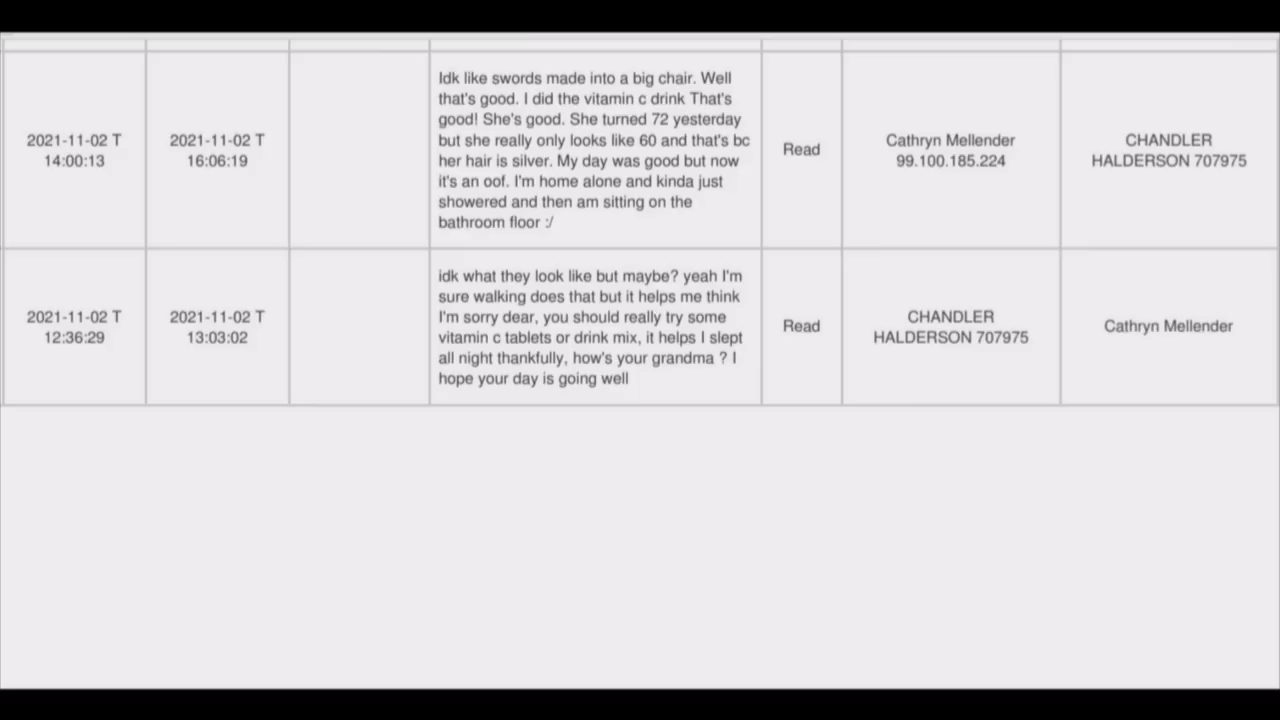 2021-11-02 T
14:00:13
2021-11-02 T
16:06:19
Idk like swords made into a big chair. Well
that's good. I did the vitamin c drink That's
good! She's good. She turned 72 yesterday
but she really only looks like 60 and that's bc
her hair is silver. My day was good but now
it's an oof. I'm home alone and kinda just
showered and then am sitting on the
bathroom floor :/
Read
Cathryn Mellender
99.100.185.224
CHANDLER
HALDERSON 707975
2021-11-02 T
12:36:29
2021-11-02 T
13:03:02
idk what they look like but maybe? yeah I'm
sure walking does that but it helps me think
I'm sorry dear, you should really try some
vitamin c tablets or drink mix, it helps I slept
all night thankfully, how's your grandma ? I
hope your day is going well
Read
CHANDLER
HALDERSON 707975
Cathryn Mellender